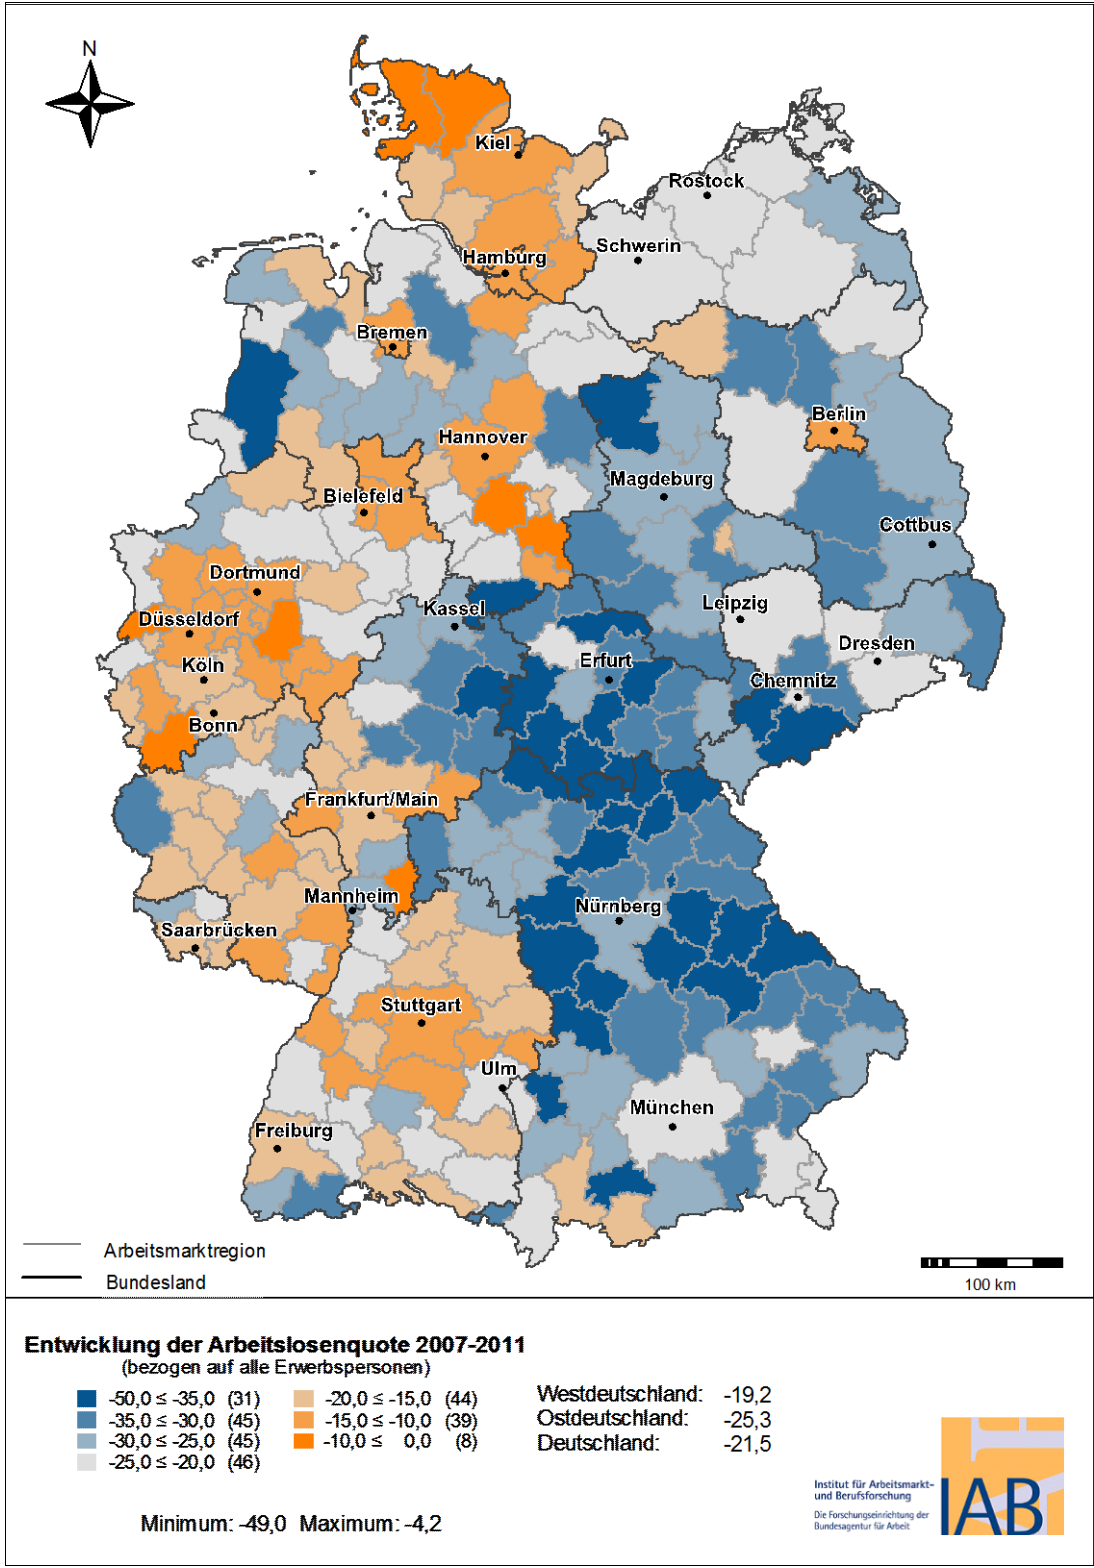 N
Kiel
Rostock
Schwerin
Hamburg
Bremen
Berlin
Hannover
Magdeburg
Bielefeld
Cottbus
Dortmund
Kassel
Leipzig
Düsseldorf
Dresden
Köln
Erfurt
Chemnitz
Bonn
Frankfurt/Main
Mannheim
Nürnberg
Saarbrücken
Stuttgart
Ulm
München
Freiburg
Arbeitsmarktregion
Bundesland
100 km
Entwicklung der Arbeitslosenquote 2007-2011
(bezogen auf alle Erwerbspersonen)
-50,0 ≤ -35,0 (31)
-35,0 ≤ -30,0 (45)
-30,0 ≤ -25,0 (45)
-25,0 ≤ -20,0 (46)
-20,0 ≤ -15,0 (44)
-15,0 ≤ -10,0 (39)
-10,0 ≤ 0,0 (8)
Westdeutschland: -19,2
Ostdeutschland: -25,3
Deutschland: -21,5
Minimum: -49,0 Maximum: -4,2
Institut für Arbeitsmarkt-
und Berufsforschung
Die Forschungseinrichtung der
Bundesagentur für Arbeit
IAB